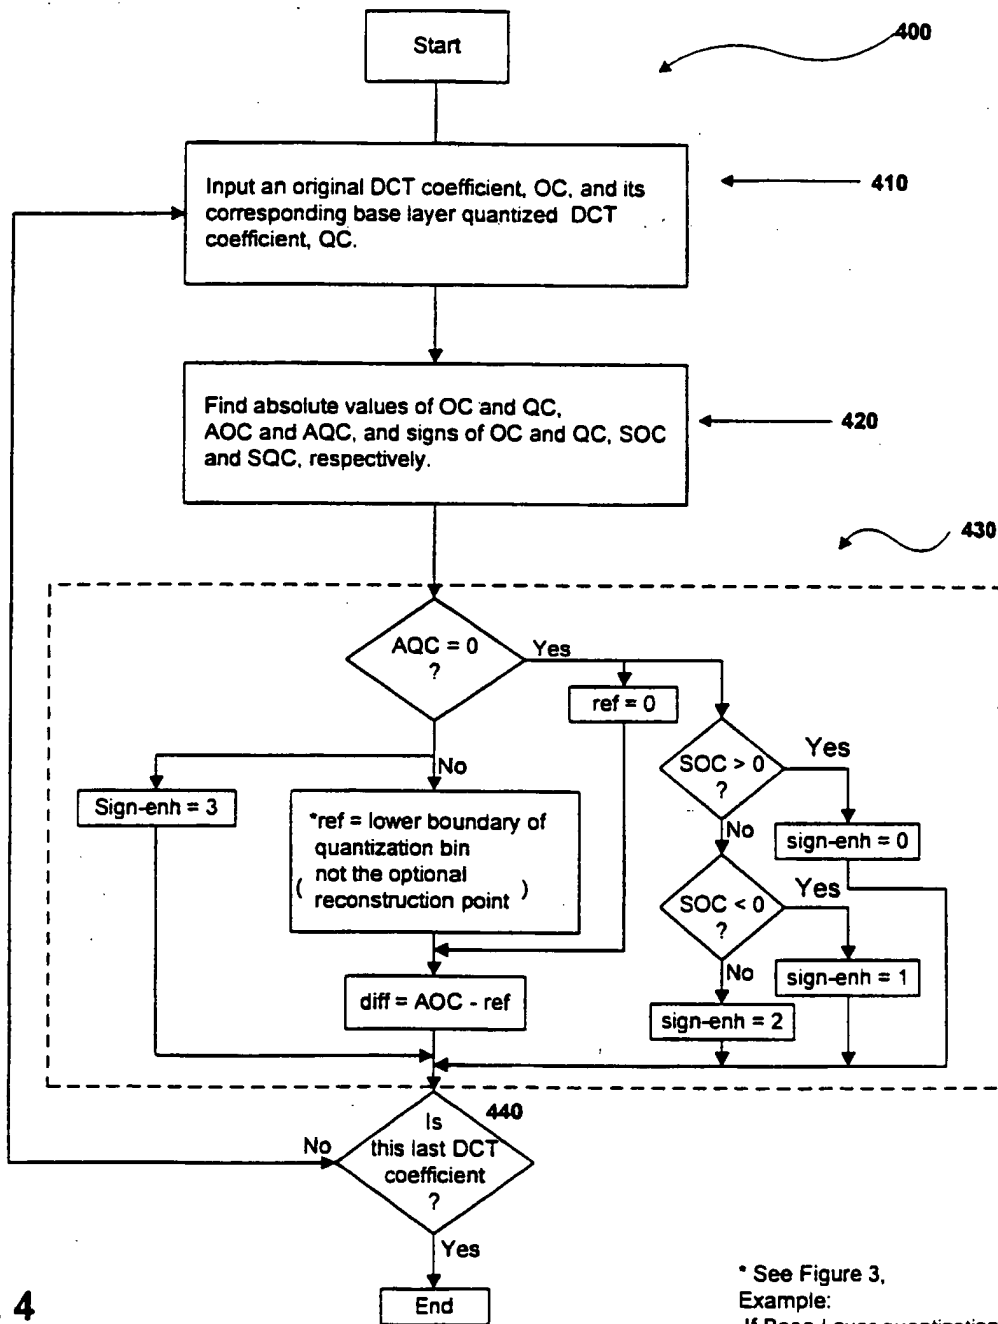 Start
400
Input an original DCT coefficient, OC, and its
corresponding base layer quantized DCT
coefficient, QC.
410
Find absolute values of OC and QC,
AOC and AQC, and signs of OC and QC, SOC
and SQC, respectively.
420
430
AQC = 0
?
Yes
ref = 0
SOC > 0
?
Yes
No
Sign-enh = 3
*ref = lower boundary of
quantization bin
( not the optional
reconstruction point )
No
sign-enh = 0
SOC < 0
?
Yes
No
sign-enh = 1
diff = AOC - ref
sign-enh = 2
440
Is
this last DCT
coefficient
?
No
Yes
End
* See Figure 3,
Example:
4